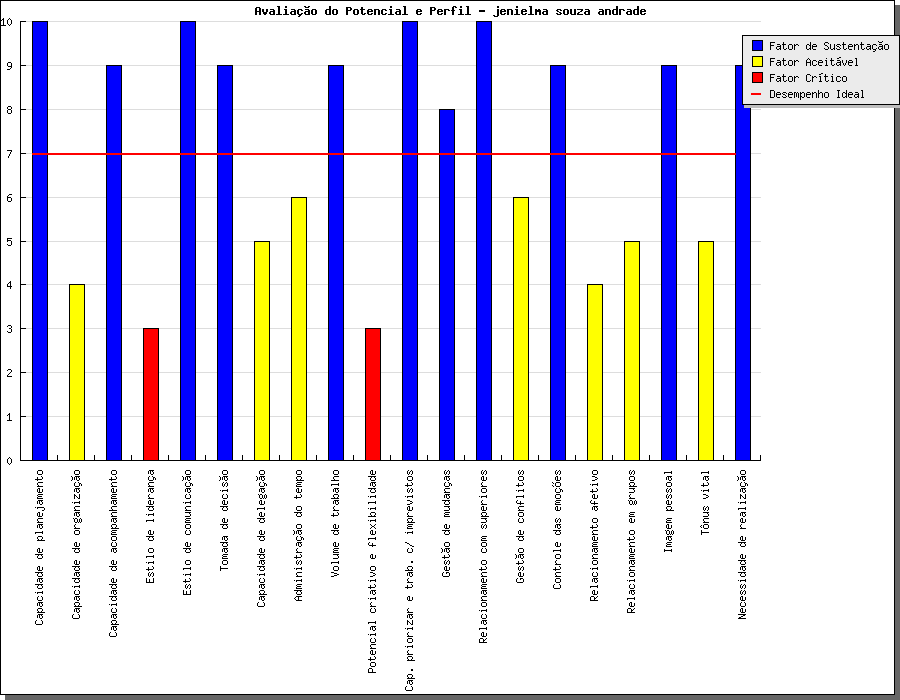 Avaliação do Potencial e Perfil - jenielma souza andrade
Fator de Sustentação
Fator Aceitável
Fator Crítico
Desempenho Ideal
10
9
8
7
6
5
4
3
2
1
0
Capacidade de planejamento
Capacidade de organização
Capacidade de acompanhamento
Estilo de liderança
Estilo de comunicação
Tomada de decisão
Capacidade de delegação
Administração do tempo
Volume de trabalho
Potencial criativo e flexibilidade
Cap. priorizar e trab. c/ imprevistos
Gestão de mudanças
Relacionamento com superiores
Gestão de conflitos
Controle das emoções
Relacionamento afetivo
Relacionamento em grupos
Imagem pessoal
Tônus vital
Necessidade de realização